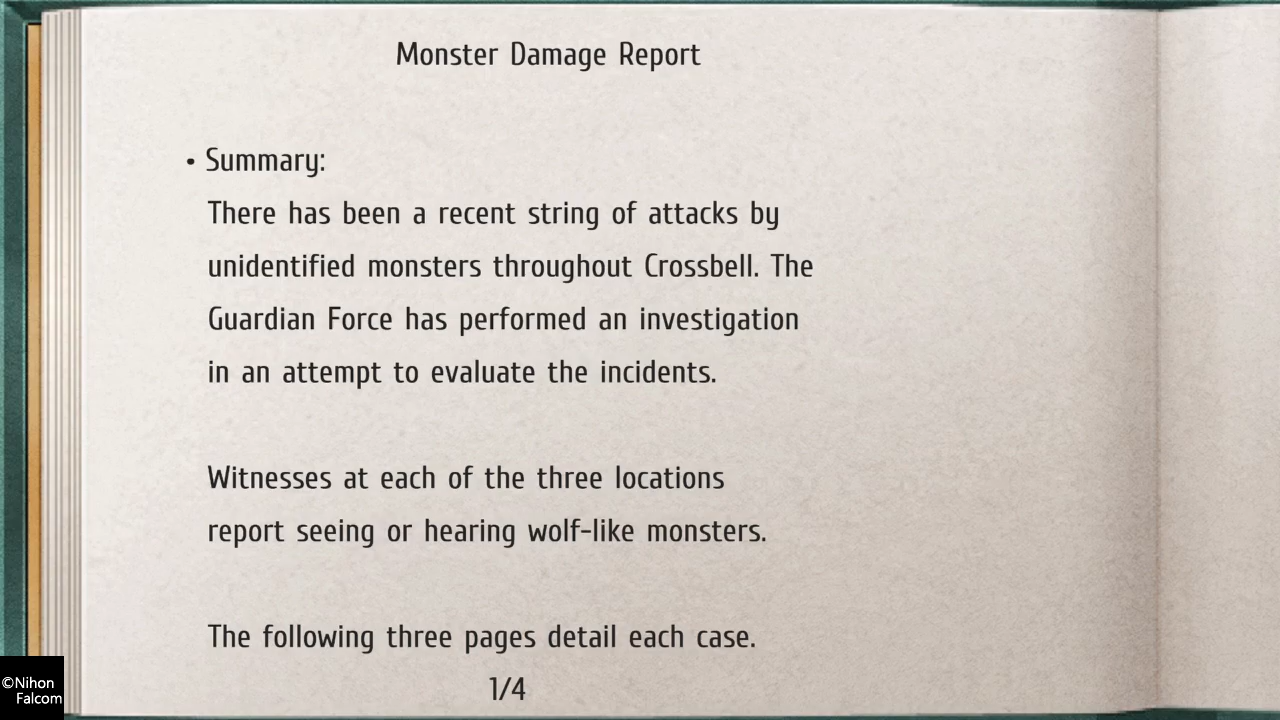 Monster Damage Report
• Summary:
There has been a recent string of attacks by
unidentified monsters throughout Crossbell. The
Guardian Force has performed an investigation
in an attempt to evaluate the incidents.
Witnesses at each of the three locations
report seeing or hearing wolf-like monsters.
The following three pages detail each case.
1/4
©Nihon
Falcom